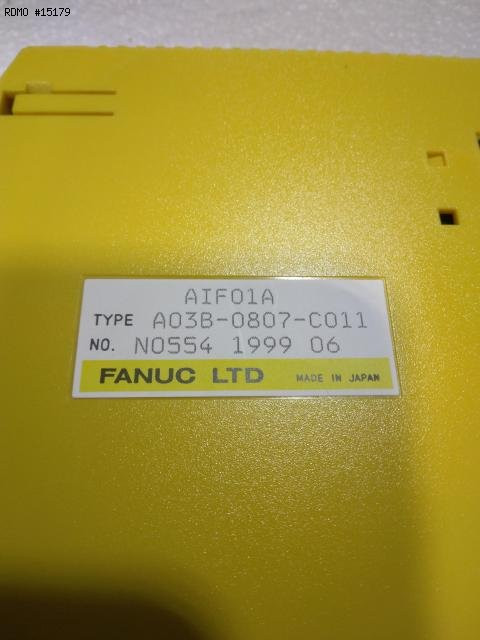 RDMO #15179
AIF01A
TYPE A03B-0807-C011
NO. N0554 1999 06
FANUC LTD MADE IN JAPAN